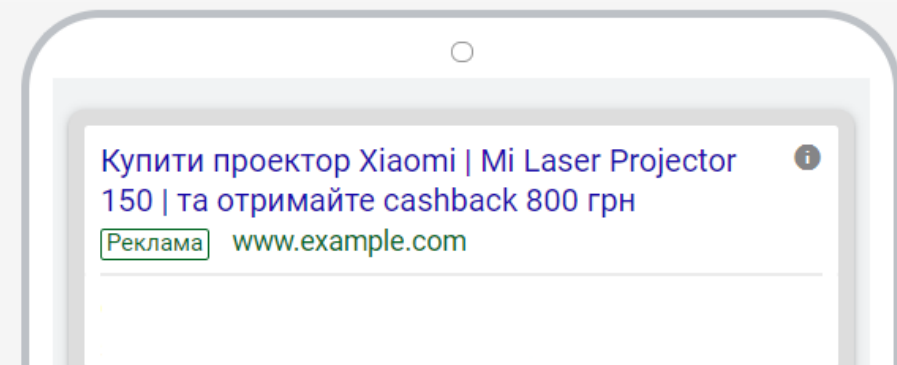 Купити проектор Xiaomi | Mi Laser Projector
150 | та отримайте cashback 800 грн
Реклама www.example.com